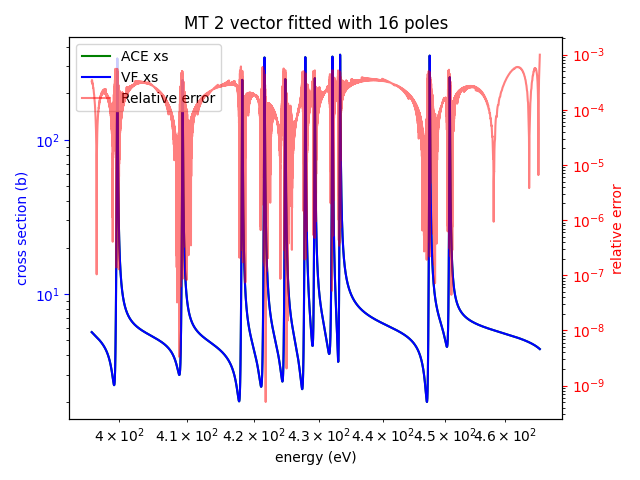 MT 2 vector fitted with 16 poles
ACE xs
VF xs
Relative error
cross section (b)
10²
10¹
relative error
10⁻³
10⁻⁴
10⁻⁵
10⁻⁶
10⁻⁷
10⁻⁸
10⁻⁹
4 × 10² 4.1 × 10² 4.2 × 10² 4.3 × 10² 4.4 × 10² 4.5 × 10² 4.6 × 10²
energy (eV)